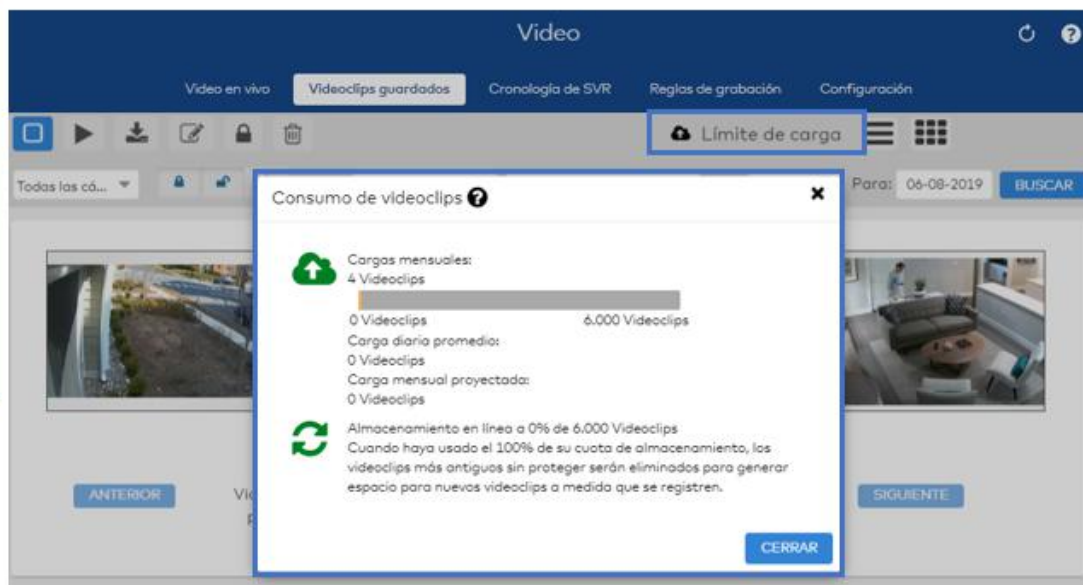 Video
Video en vivo
Videoclips guardados
Cronología de SVR
Reglas de grabación
Configuración
Límite de carga
Todas las cá...
Para: 06-08-2019
BUSCAR
Consumo de videoclips
Cargas mensuales:
4 Videoclips
0 Videoclips
6.000 Videoclips
Carga diaria promedio:
0 Videoclips
Carga mensual proyectada:
0 Videoclips
Almacenamiento en línea a 0% de 6.000 Videoclips
Cuando haya usado el 100% de su cuota de almacenamiento, los
videoclips más antiguos sin proteger serán eliminados para generar
espacio para nuevos videoclips a medida que se registren.
ANTERIOR
SIGUIENTE
CERRAR